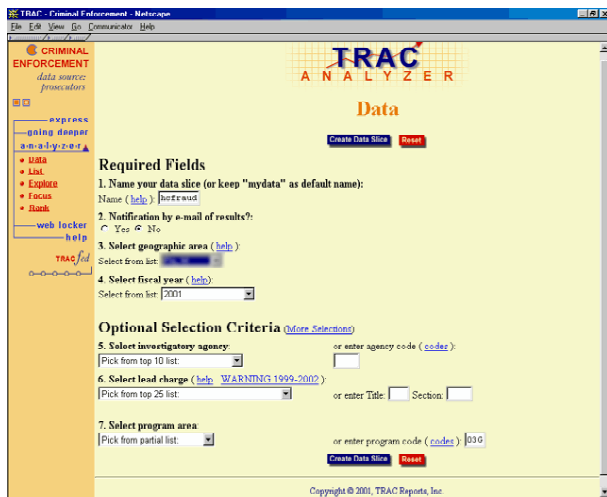 TRAC - Criminal Enforcement - Netscape
File Edit View Go Communicator Help
CRIMINAL
ENFORCEMENT
data source:
prosecutors
express
going deeper
a-n-a-l-y-z-e-r
Data
List
Explore
Focus
Rank
web locker
help
TRAC fed
TRAC
ANALYZER
Data
Create Data Slice Reset
Required Fields
1. Name your data slice (or keep "mydata" as default name):
Name ( help ): hcfraud
2. Notification by e-mail of results?:
Yes No
3. Select geographic area ( help ):
Select from list:
4. Select fiscal year ( help):
Select from list: 2001
Optional Selection Criteria (More Selections)
5. Select investigatory agency: or enter agency code ( codes ):
Pick from top 10 list:
6. Select lead charge ( help WARNING 1999-2002 ):
Pick from top 25 list: or enter Title: Section:
7. Select program area:
Pick from partial list: or enter program code ( codes ): 03G
Create Data Slice Reset
Copyright © 2001, TRAC Reports, Inc.